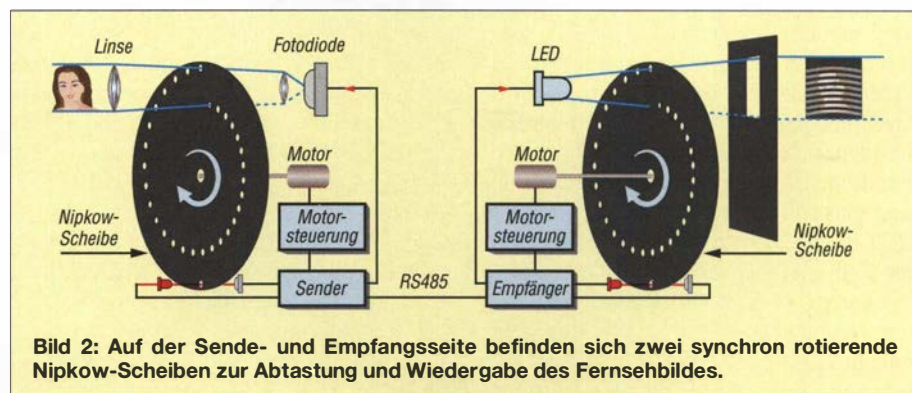 Linse
Fotodiode
LED
Motor
Motor
Nipkow-
Scheibe
Motor-
steuerung
Motor-
steuerung
Nipkow-
Scheibe
Sender
RS485
Empfänger
Bild 2: Auf der Sende- und Empfangsseite befinden sich zwei synchron rotierende
Nipkow-Scheiben zur Abtastung und Wiedergabe des Fernsehbildes.